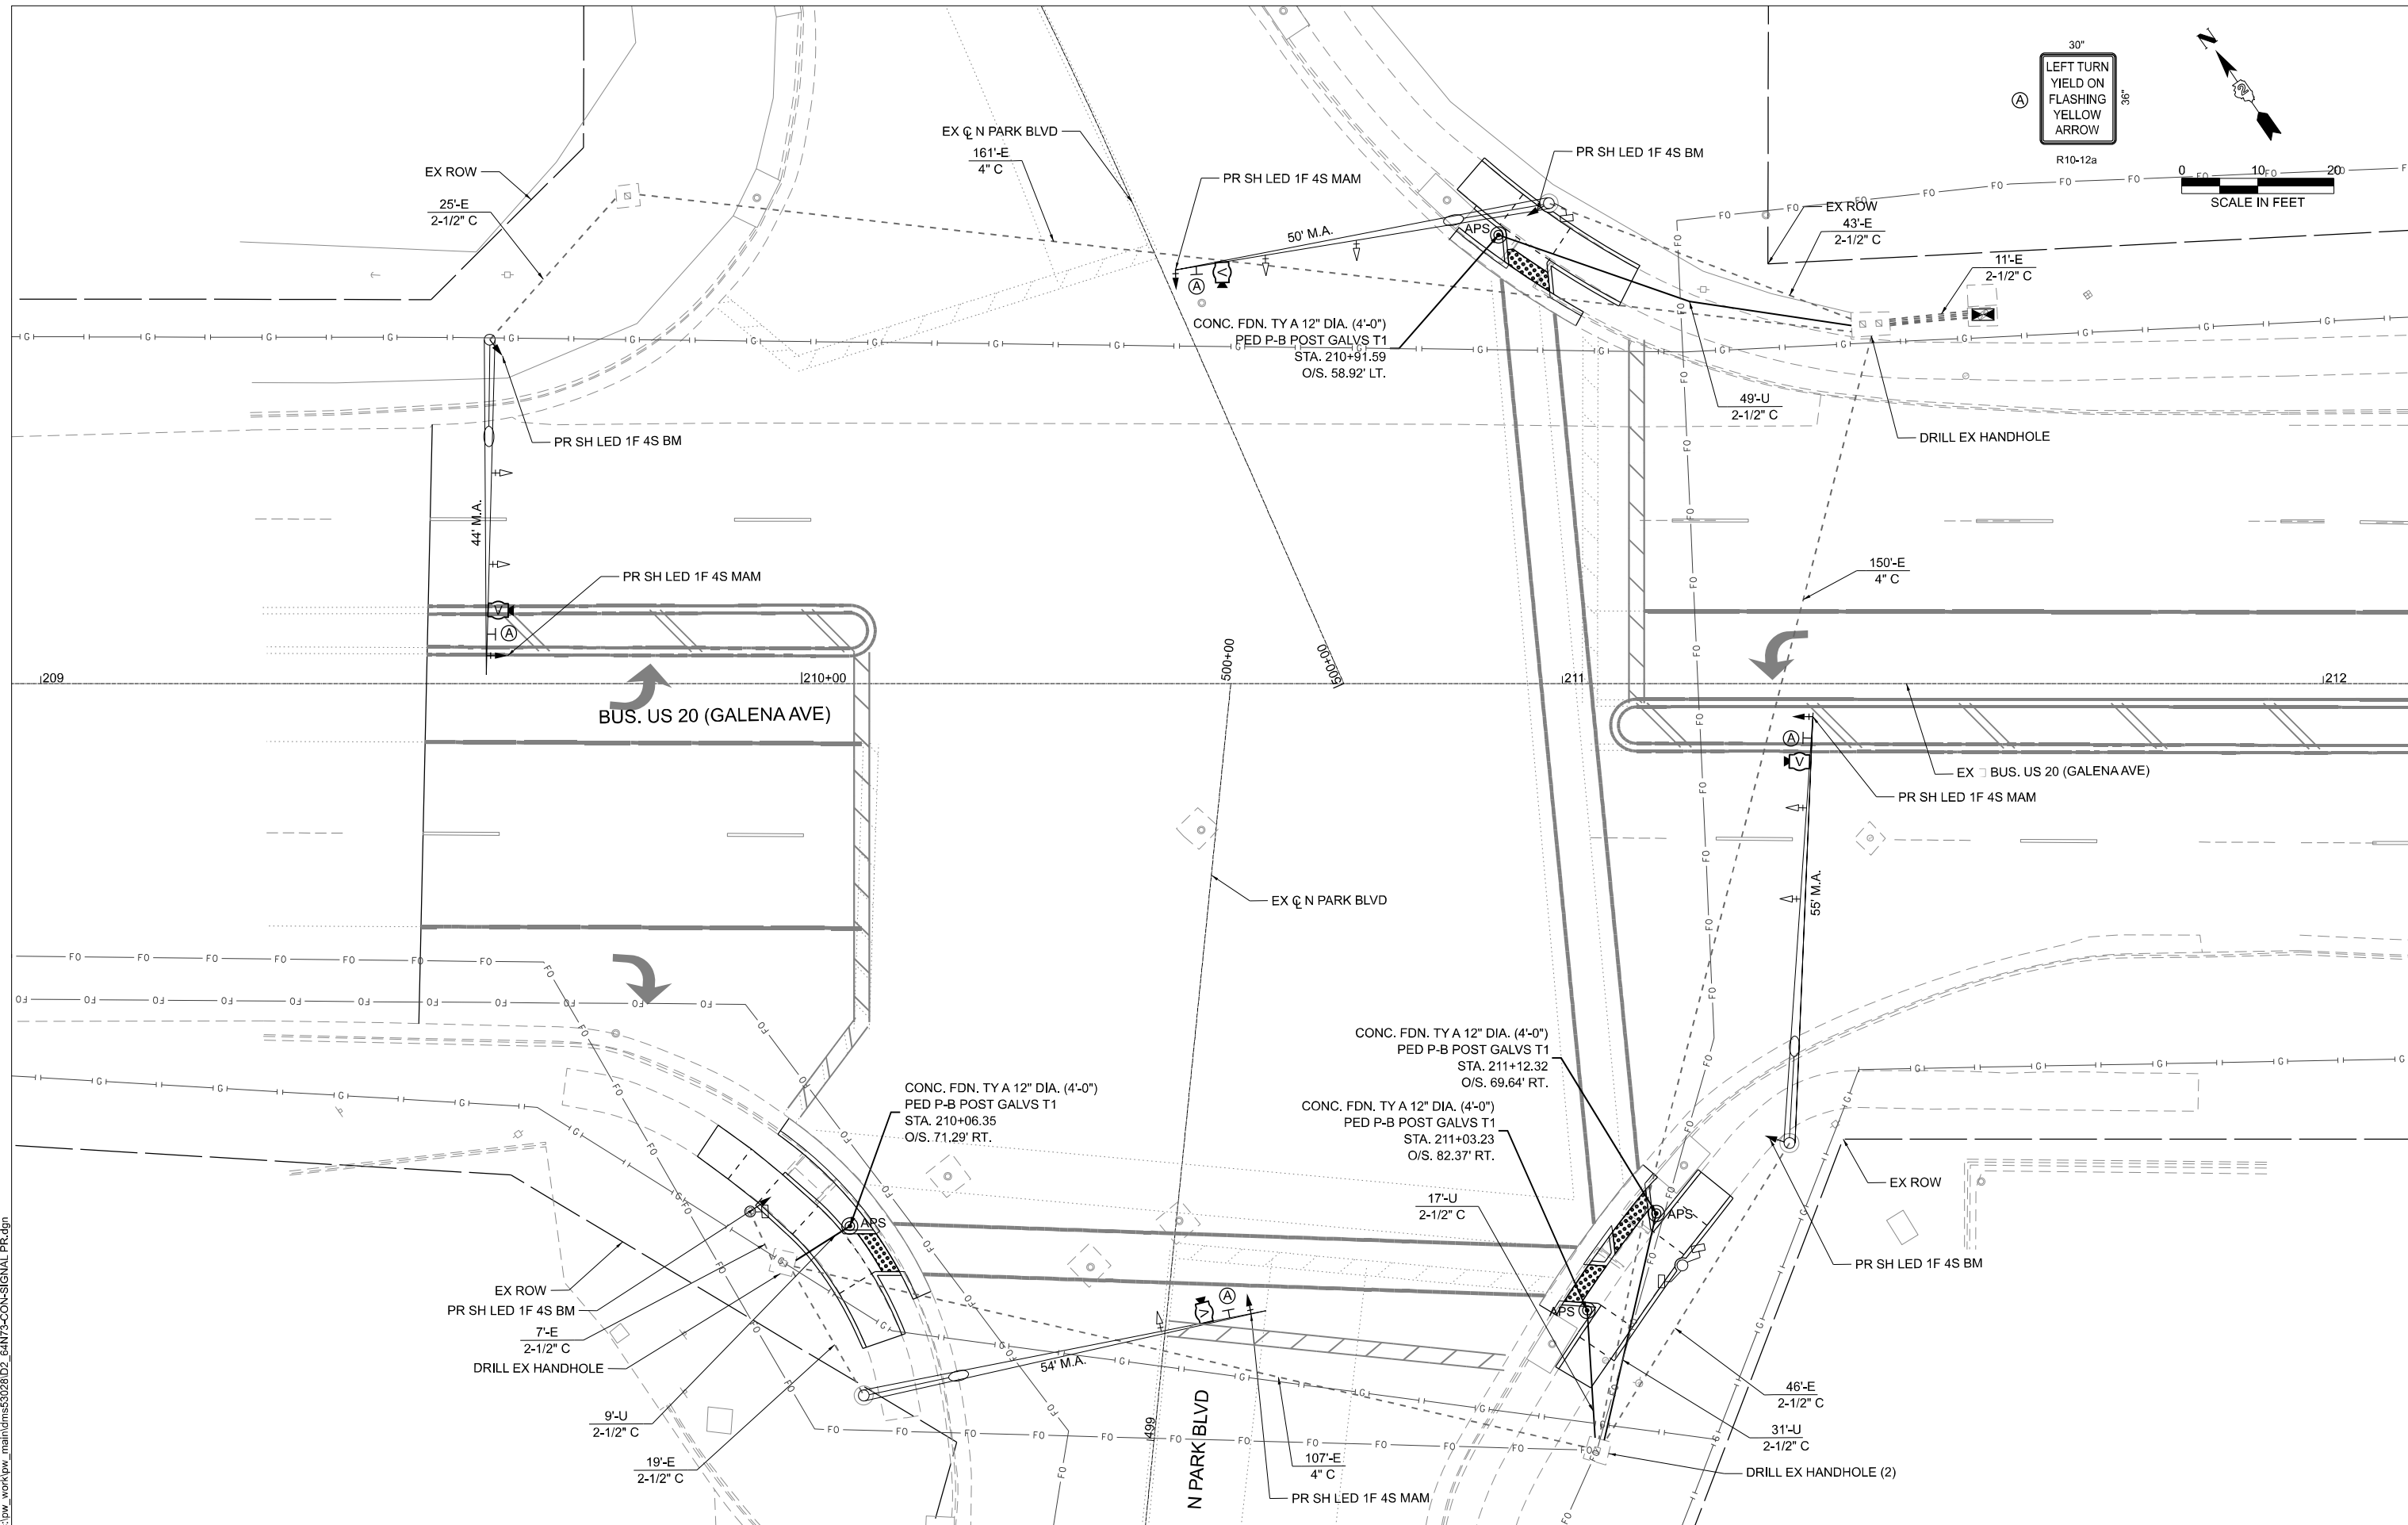 30"
LEFT TURN
YIELD ON
FLASHING
YELLOW
ARROW
36"
A
R10-12a
N
2
0 10 20
SCALE IN FEET
EX ROW
25'-E
2-1/2" C
EX ℄ N PARK BLVD
161'-E
4" C
PR SH LED 1F 4S MAM
PR SH LED 1F 4S BM
50' M.A.
APS
A
V
EX ROW
43'-E
2-1/2" C
11'-E
2-1/2" C
CONC. FDN. TY A 12" DIA. (4'-0")
PED P-B POST GALVS T1
STA. 210+91.59
O/S. 58.92' LT.
49'-U
2-1/2" C
DRILL EX HANDHOLE
PR SH LED 1F 4S BM
44' M.A.
PR SH LED 1F 4S MAM
V
A
150'-E
4" C
209
210+00
500+00
500+00
211
212
BUS. US 20 (GALENA AVE)
A
V
EX BUS. US 20 (GALENA AVE)
PR SH LED 1F 4S MAM
55' M.A.
EX ℄ N PARK BLVD
CONC. FDN. TY A 12" DIA. (4'-0")
PED P-B POST GALVS T1
STA. 211+12.32
O/S. 69.64' RT.
CONC. FDN. TY A 12" DIA. (4'-0")
PED P-B POST GALVS T1
STA. 211+03.23
O/S. 82.37' RT.
CONC. FDN. TY A 12" DIA. (4'-0")
PED P-B POST GALVS T1
STA. 210+06.35
O/S. 71.29' RT.
APS
17'-U
2-1/2" C
APS
APS
EX ROW
PR SH LED 1F 4S BM
EX ROW
PR SH LED 1F 4S BM
7'-E
2-1/2" C
DRILL EX HANDHOLE
9'-U
2-1/2" C
19'-E
2-1/2" C
V
A
54' M.A.
499
N PARK BLVD
107'-E
4" C
PR SH LED 1F 4S MAM
46'-E
2-1/2" C
31'-U
2-1/2" C
DRILL EX HANDHOLE (2)
G
FO